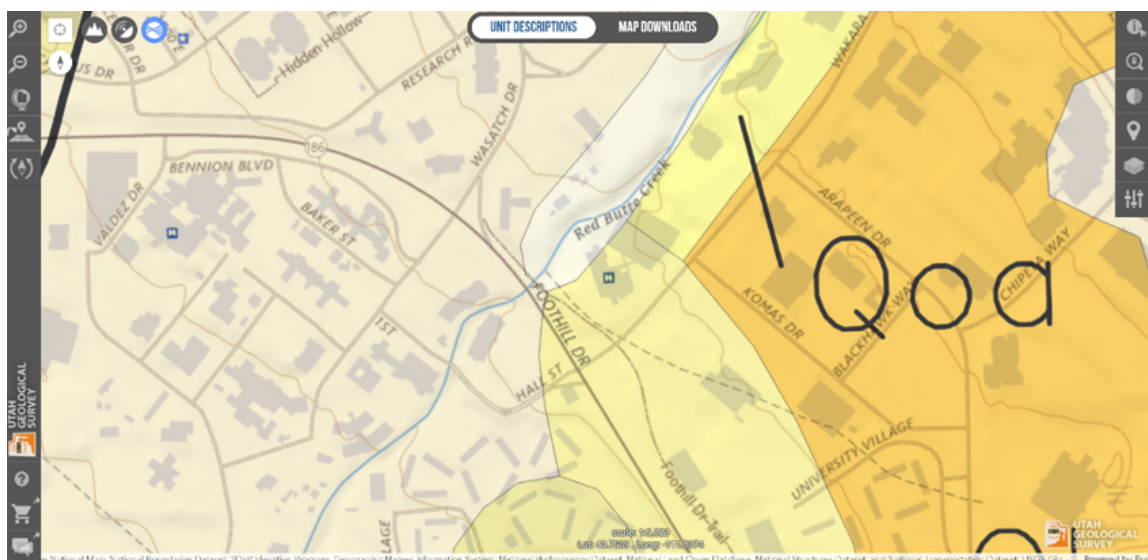 UNIT DESCRIPTIONS
MAP DOWNLOADS
Hidden Hollow
RESEARCH
WAKARA
WASATCH DR
186
BENNION BLVD
VALDEZ DR
BAKER ST
Red Butte Creek
ARAPEEN DR
CHIPETA WAY
Qoa
KOMAS DR
BLACKHAWK WAY
FOOTHILL DR
1ST
HALL ST
UNIVERSITY VILLAGE
Foothill Dr Trail
UTAH GEOLOGICAL SURVEY
H
H
UTAH
GEOLOGICAL
SURVEY